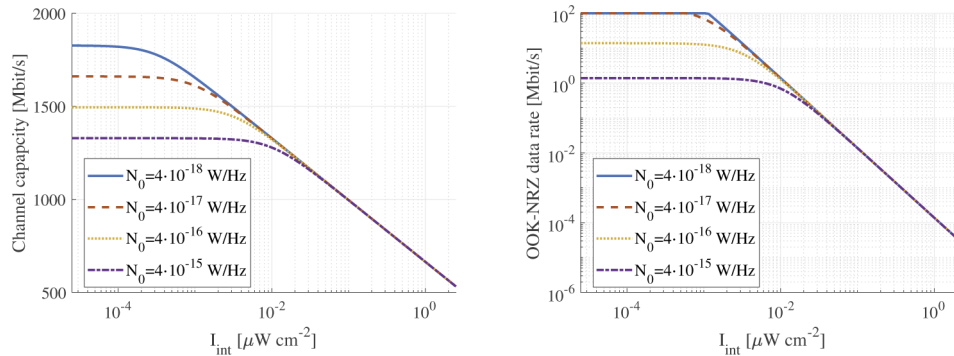 2000
1500
1000
500
Channel capapcity [Mbit/s]
N0=4·10-18 W/Hz
N0=4·10-17 W/Hz
N0=4·10-16 W/Hz
N0=4·10-15 W/Hz
10-4
10-2
100
Iint [μW cm-2]
102
100
10-2
10-4
10-6
OOK-NRZ data rate [Mbit/s]
N0=4·10-18 W/Hz
N0=4·10-17 W/Hz
N0=4·10-16 W/Hz
N0=4·10-15 W/Hz
10-4
10-2
100
Iint [μW cm-2]